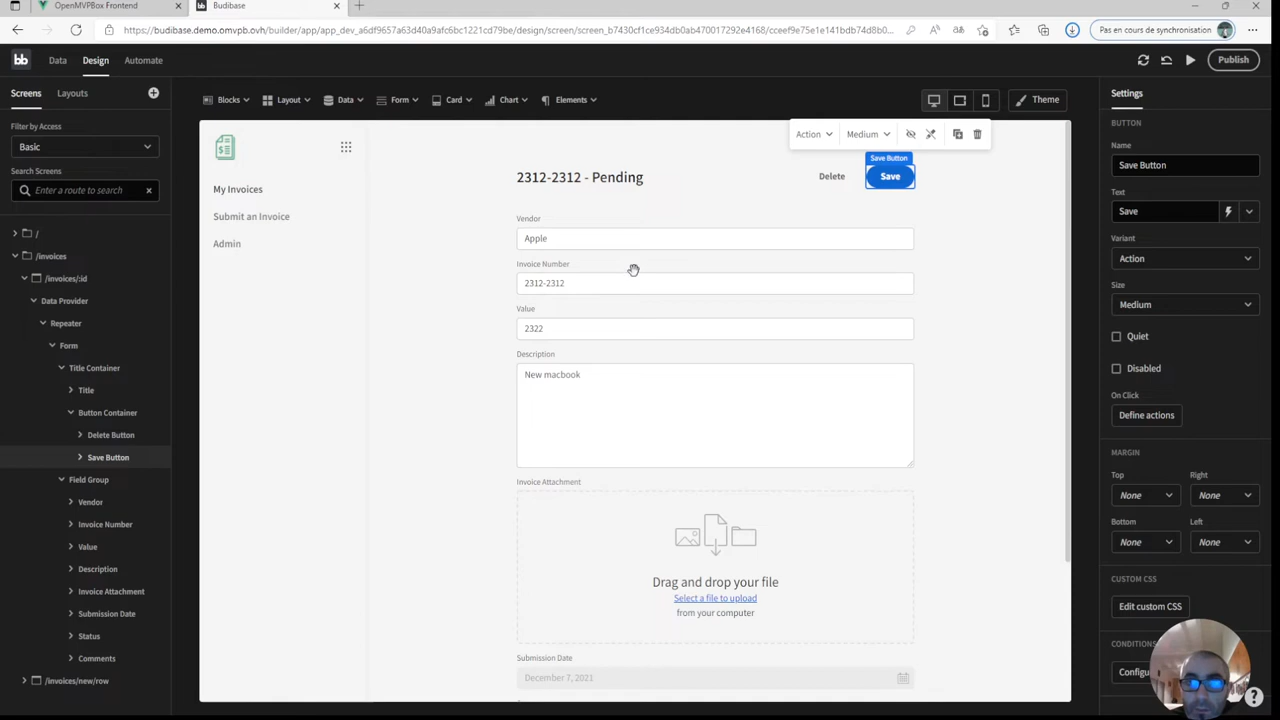 OpenMVPBox Frontend
Budibase
https://budibase.demo.omvpb.ovh/builder/app/app_dev_a6df9657a63d40a9afc6bc1221cd79be/design/screen/screen_b7430cf1ce934db0ab570017292e4168/cceef9e75e1e141bdb74d8b0...
Pas en cours de synchronisation
bb
Data
Design
Automate
Publish
Screens
Layouts
Blocks
Layout
Data
Form
Card
Chart
Elements
Theme
Settings
Filter by Access
Basic
Search Screens
Enter a route to search
/
/invoices
/invoices/:id
Data Provider
Repeater
Form
Title Container
Title
Button Container
Delete Button
Save Button
Field Group
Vendor
Invoice Number
Value
Description
Invoice Attachment
Submission Date
Status
Comments
/invoices/new/row
My Invoices
Submit an Invoice
Admin
Action
Medium
Save Button
2312-2312 - Pending
Delete
Save
Vendor
Apple
Invoice Number
2312-2312
Value
2322
Description
New macbook
Invoice Attachment
Drag and drop your file
Select a file to upload
from your computer
Submission Date
December 7, 2021
BUTTON
Name
Save Button
Text
Save
Variant
Action
Size
Medium
Quiet
Disabled
On Click
Define actions
MARGIN
Top
Right
None
None
Bottom
Left
None
None
CUSTOM CSS
Edit custom CSS
CONDITIONS
Configu
?